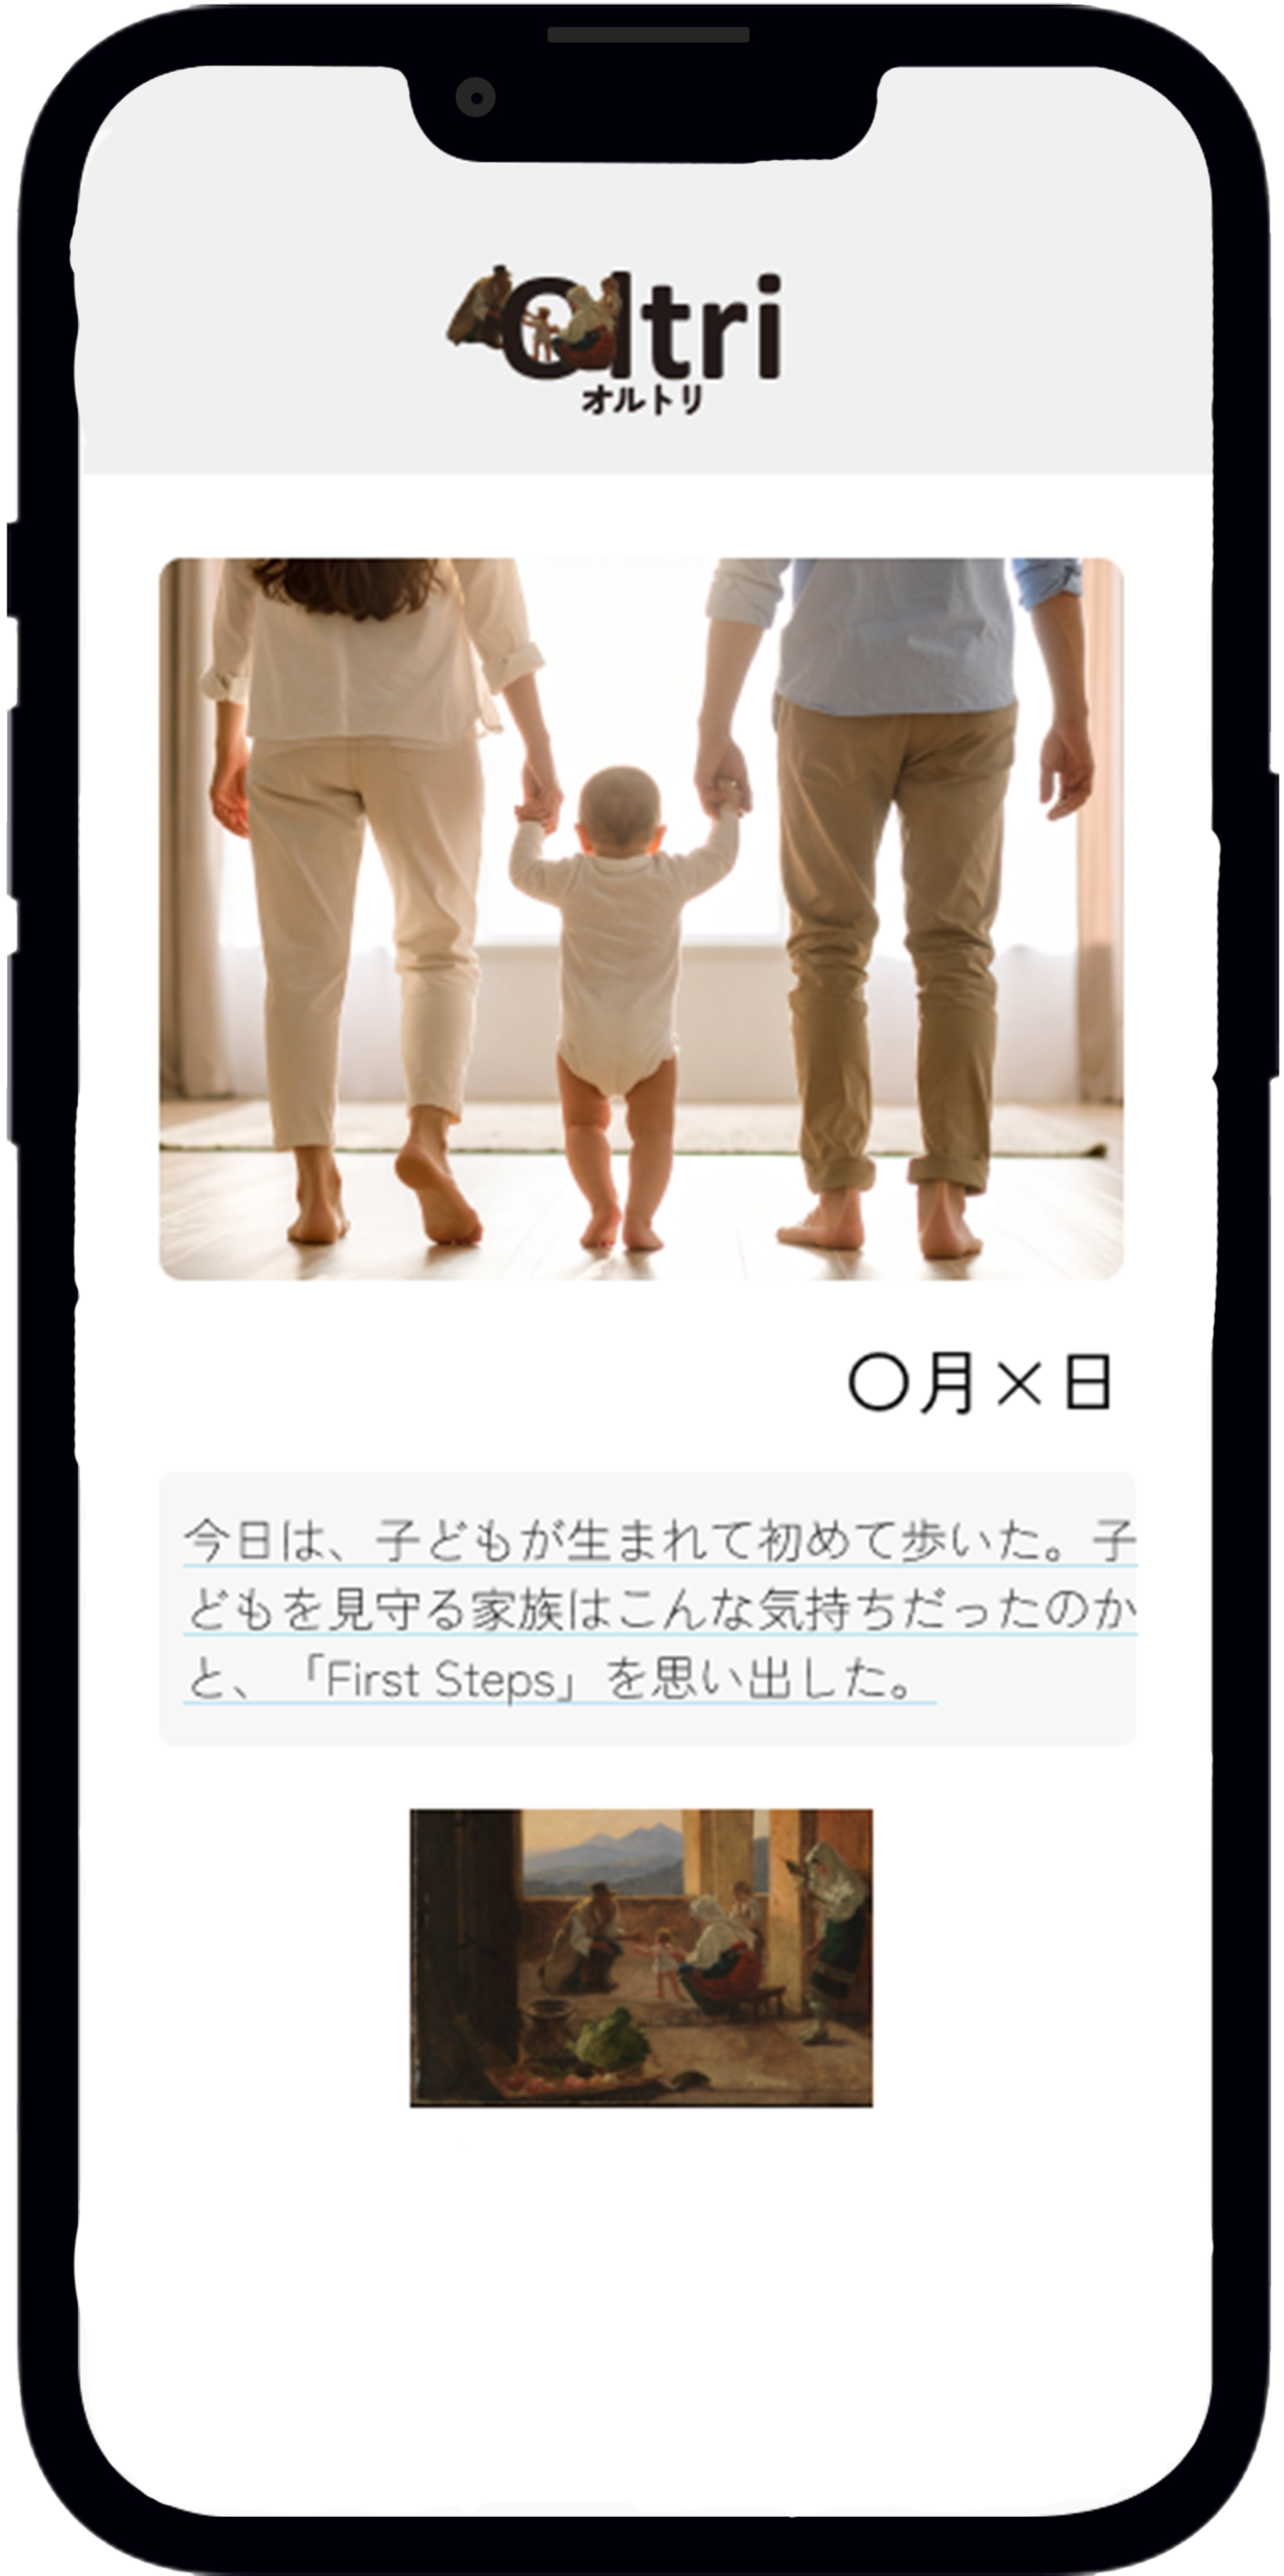 Oltri
オルトリ
〇月×日
今日は、子どもが生まれて初めて歩いた。子
どもを見守る家族はこんな気持ちだったのか
と、「First Steps」を思い出した。